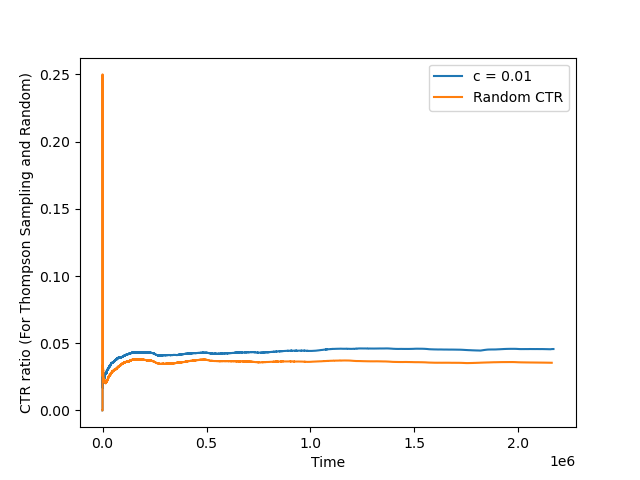 c = 0.01
Random CTR
CTR ratio (For Thompson Sampling and Random)
0.25
0.20
0.15
0.10
0.05
0.00
0.0 0.5 1.0 1.5 2.0
1e6
Time